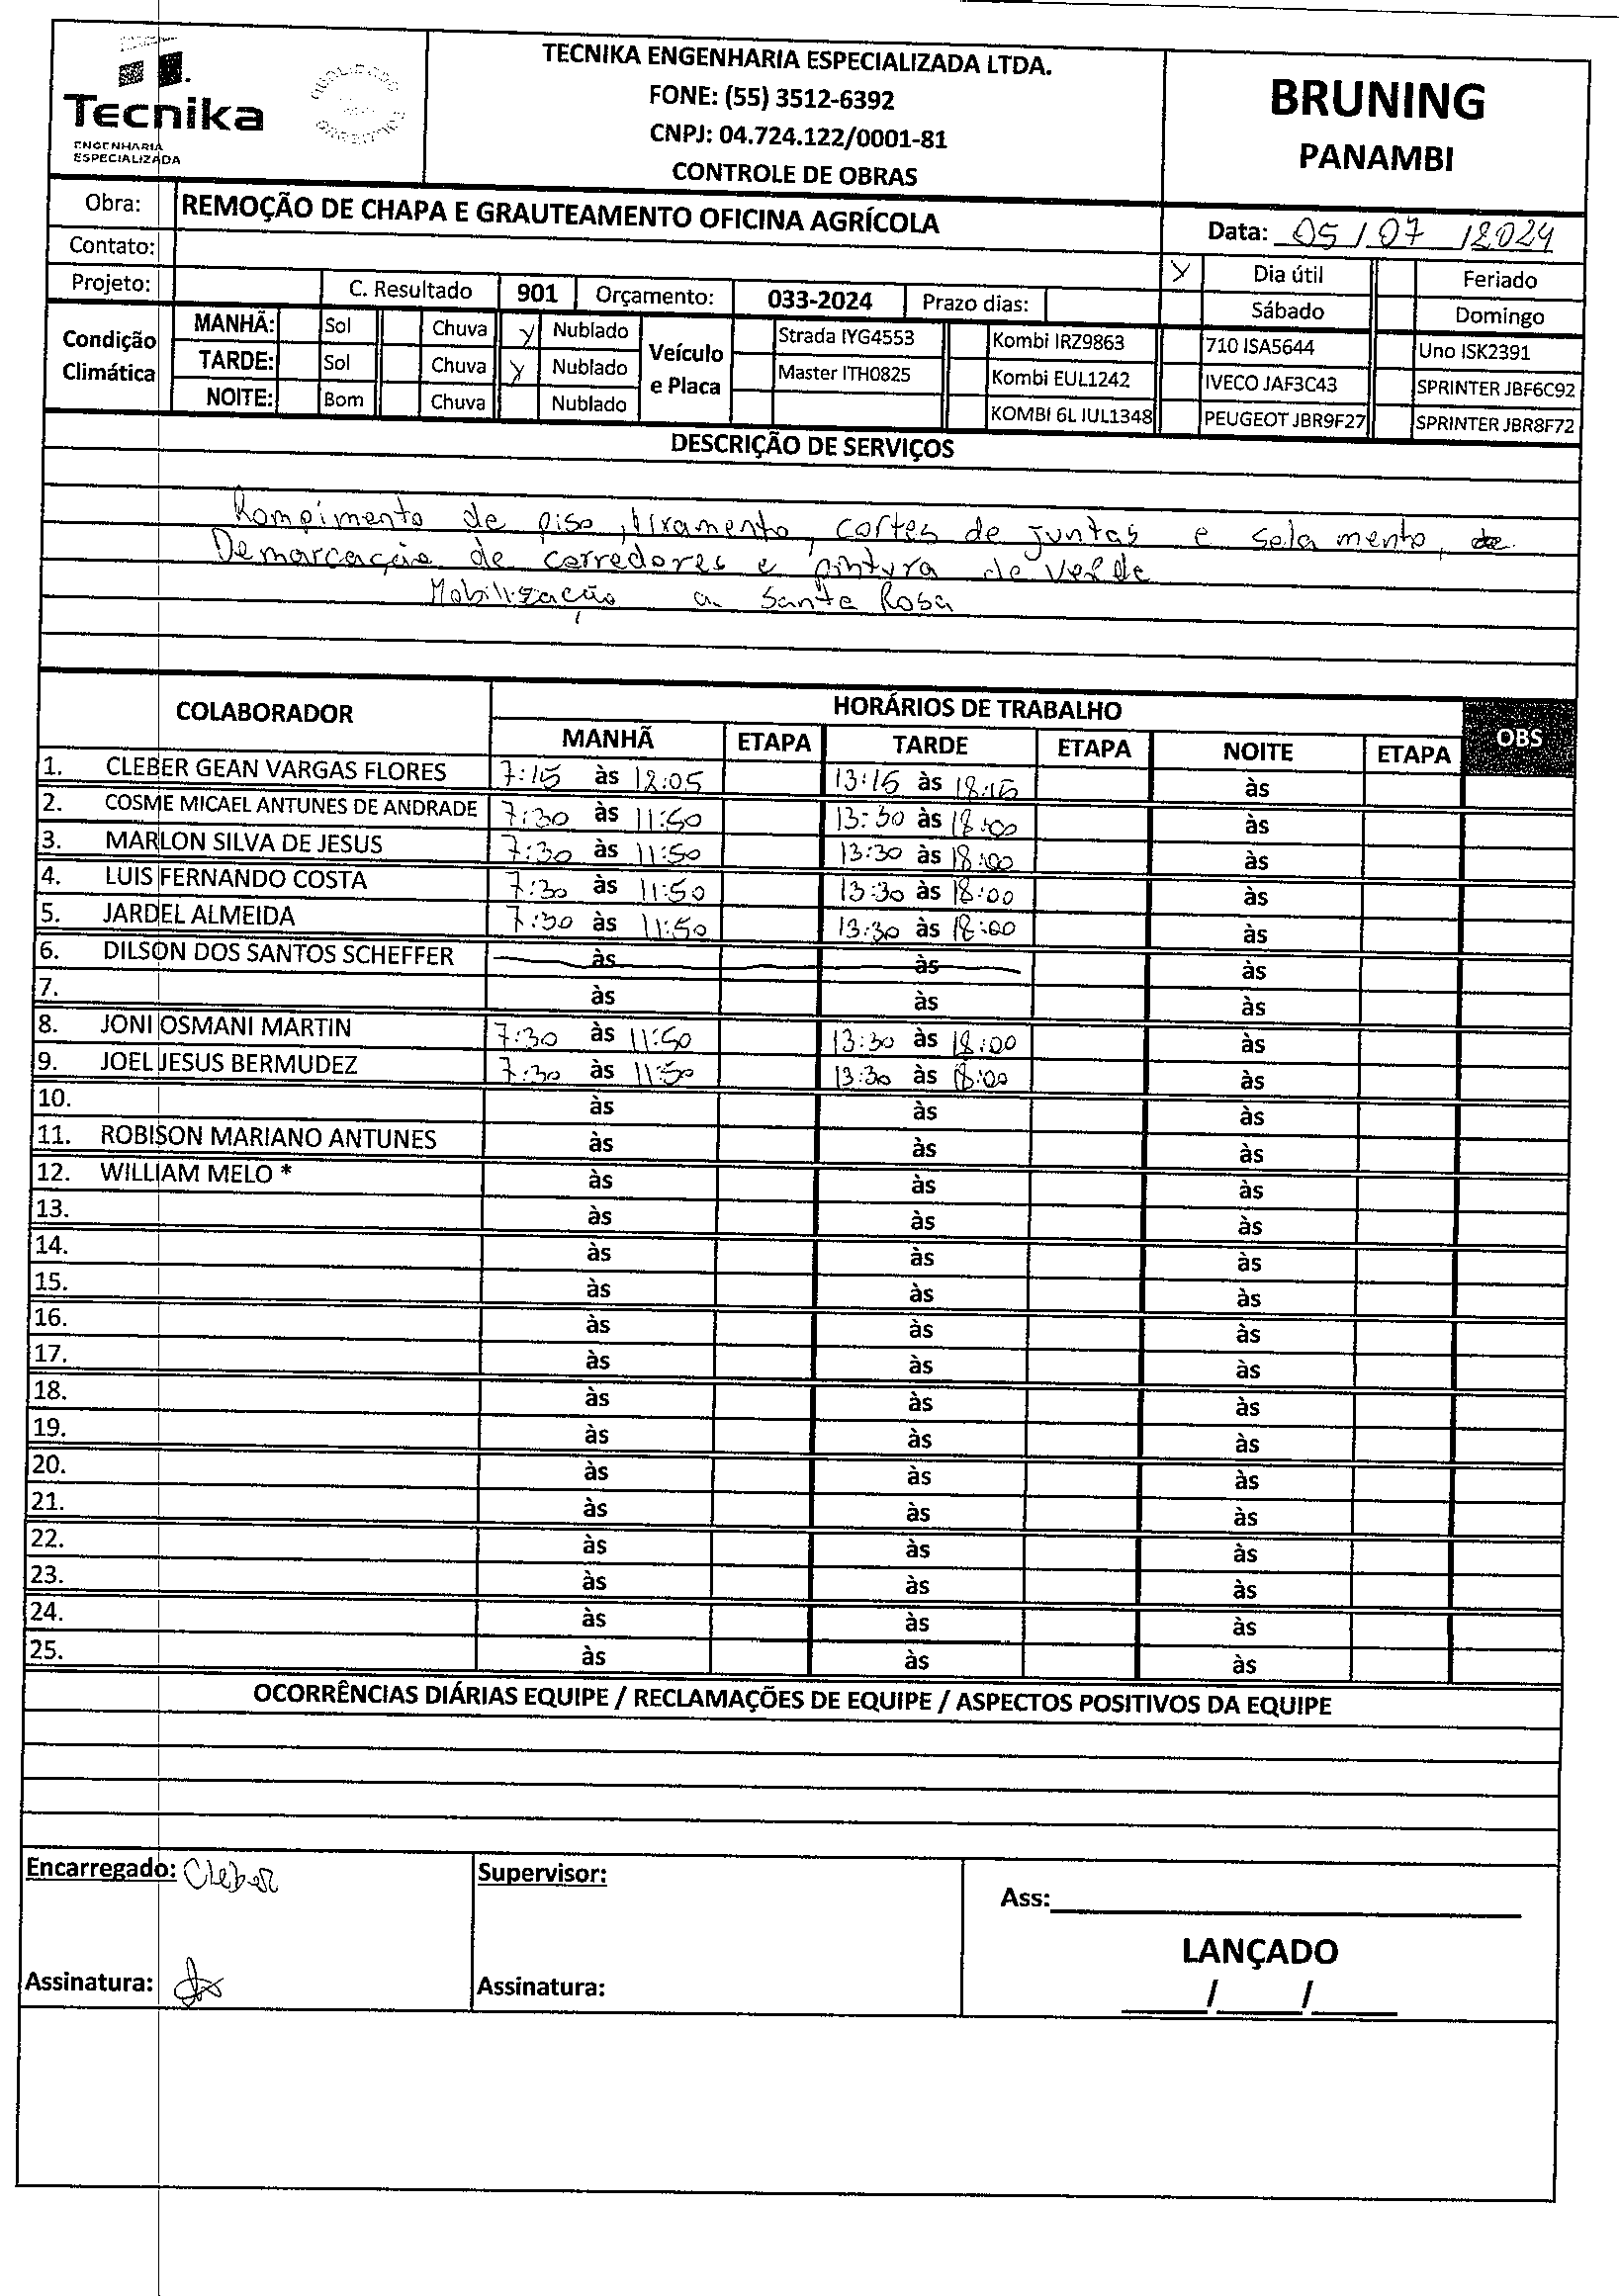 Tecnika
ENGENHARIA
ESPECIALIZADA
TECNIKA ENGENHARIA ESPECIALIZADA LTDA.
FONE: (55) 3512-6392
CNPJ: 04.724.122/0001-81
CONTROLE DE OBRAS
BRUNING
PANAMBI
Obra: REMOÇÃO DE CHAPA E GRAUTEAMENTO OFICINA AGRÍCOLA
Data: 05/07/2024
Contato:
Y Dia útil Feriado
Projeto: C. Resultado 901 Orçamento: 033-2024 Prazo dias:
Sábado Domingo
Condição Climática
MANHÃ: Sol Chuva Y Nublado
TARDE: Sol Chuva Y Nublado
NOITE: Bom Chuva Nublado
Veículo e Placa
Strada IYG4553 Kombi IRZ9863 710 ISA5644 Uno ISK2391
Master ITH0825 Kombi EUL1242 IVECO JAF3C43 SPRINTER JBF6C92
KOMBI 6L IUL1348 PEUGEOT JBR9F27 SPRINTER JBR8F72
DESCRIÇÃO DE SERVIÇOS
Rompimento de piso, lixamento, cortes de juntas e selamento,
Demarcação de corredores e pintura de verde
Mobilização a Santa Rosa
COLABORADOR HORÁRIOS DE TRABALHO OBS
MANHÃ ETAPA TARDE ETAPA NOITE ETAPA
1. CLEBER GEAN VARGAS FLORES 7:15 às 12:05 13:15 às 18:15 às
2. COSME MICAEL ANTUNES DE ANDRADE 7:30 às 11:50 13:30 às 18:00 às
3. MARLON SILVA DE JESUS 7:30 às 11:50 13:30 às 18:00 às
4. LUIS FERNANDO COSTA 7:30 às 11:50 13:30 às 18:00 às
5. JARDEL ALMEIDA 7:30 às 11:50 13:30 às 18:00 às
6. DILSON DOS SANTOS SCHEFFER às às às
7. às às às
8. JONI OSMANI MARTIN 7:30 às 11:50 13:30 às 18:00 às
9. JOEL JESUS BERMUDEZ 7:30 às 11:50 13:30 às 18:00 às
10. às às às
11. ROBISON MARIANO ANTUNES às às às
12. WILLIAM MELO * às às às
13. às às às
14. às às às
15. às às às
16. às às às
17. às às às
18. às às às
19. às às às
20. às às às
21. às às às
22. às às às
23. às às às
24. às às às
25. às às às
OCORRÊNCIAS DIÁRIAS EQUIPE / RECLAMAÇÕES DE EQUIPE / ASPECTOS POSITIVOS DA EQUIPE
Encarregado: Cleber
Supervisor:
Ass:
LANÇADO
Assinatura:
Assinatura:
/ /